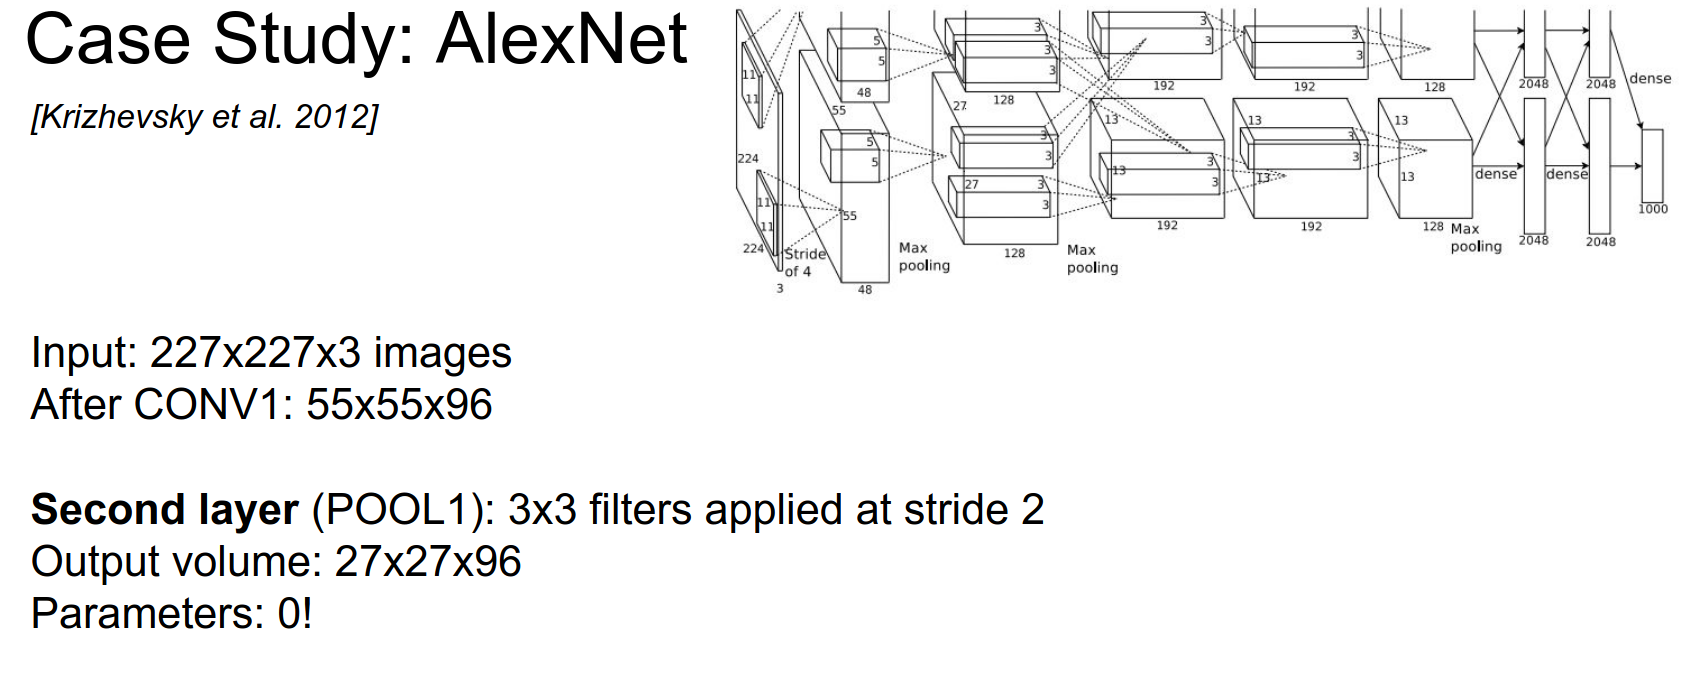 Case Study: AlexNet
[Krizhevsky et al. 2012]
11
11
224
11
11
224
3
Stride
of 4
5
5
48
55
5
5
55
48
Max
pooling
3
3
3
128
27
3
3
27
3
3
128
Max
pooling
3
3
192
13
3
13
3
192
3
3
192
13
3
3
13
192
128
13
13
128
Max
pooling
dense
2048
2048
dense
dense
2048
2048
dense
1000
Input: 227x227x3 images
After CONV1: 55x55x96
Second layer (POOL1): 3x3 filters applied at stride 2
Output volume: 27x27x96
Parameters: 0!